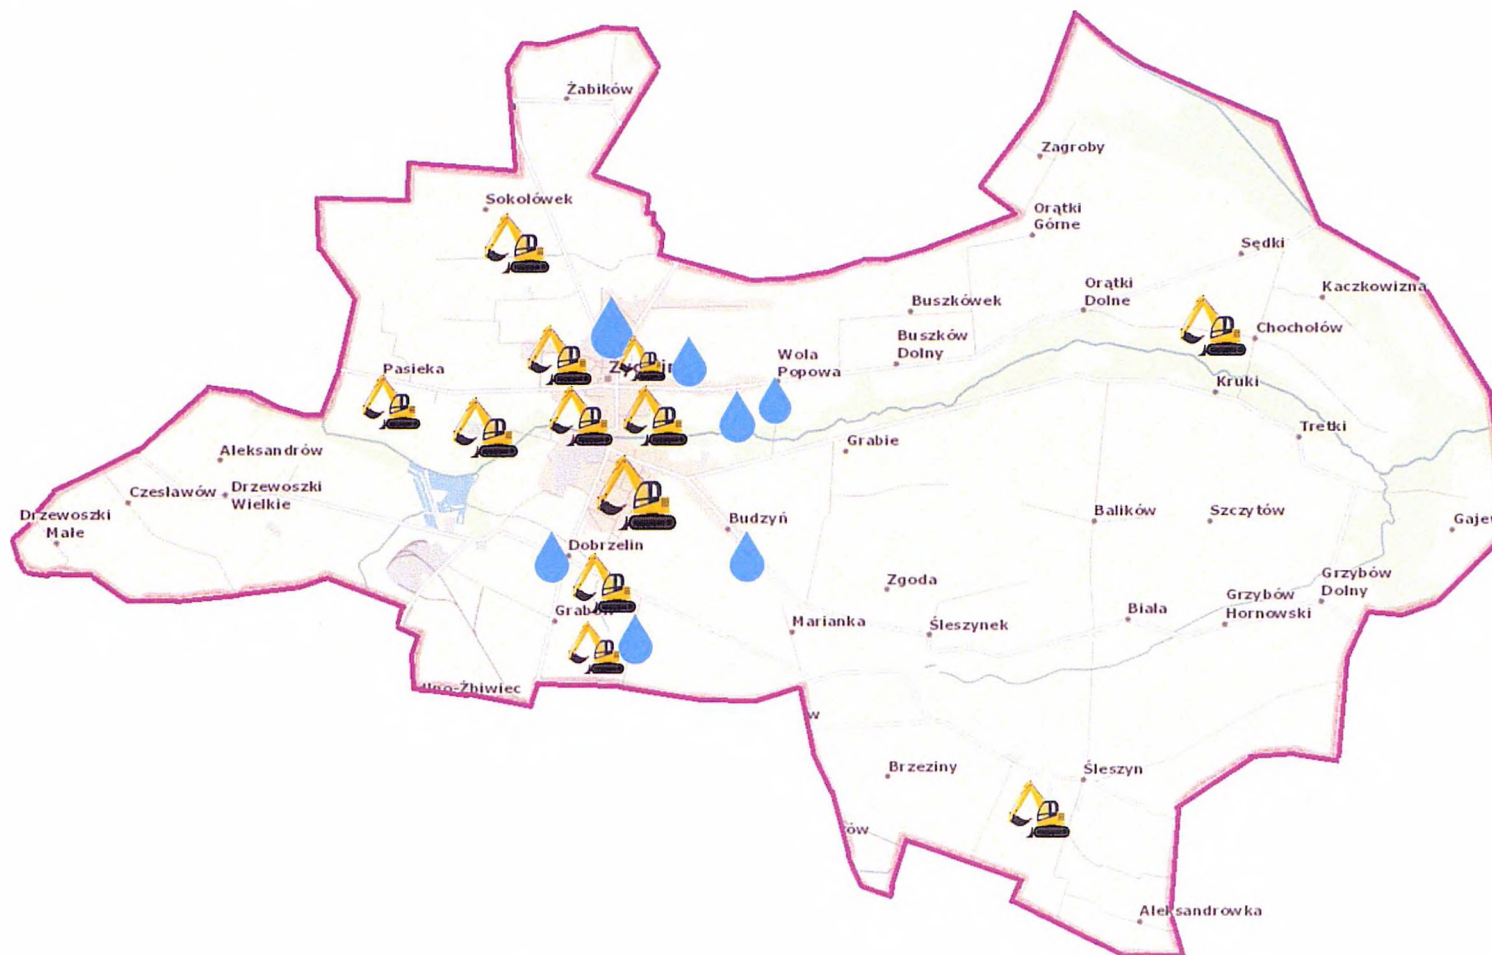 Żabików
Zagroby
Sokołówek
Orątki
Górne
Sędki
Kaczkowizna
Orątki
Dolne
Buszkówek
Chochołów
Buszków
Dolny
Wola
Popowa
Pasieka
Kruki
Tretki
Grabie
Aleksandrów
Czesławów
Drzewoszki
Wielkie
Drzewoszki
Małe
Budzyń
Balików
Szczytów
Dobrzelin
Zgoda
Grzybów
Dolny
Grzybów
Hornowski
Biała
Marianka
Śleszynek
Brzeziny
Śleszyn
Aleksandrowka